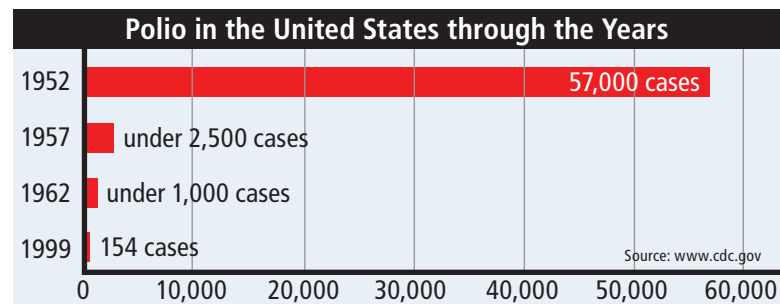 Polio in the United States through the Years
1952
57,000 cases
1957
under 2,500 cases
1962
under 1,000 cases
1999
154 cases
Source: www.cdc.gov
0 10,000 20,000 30,000 40,000 50,000 60,000